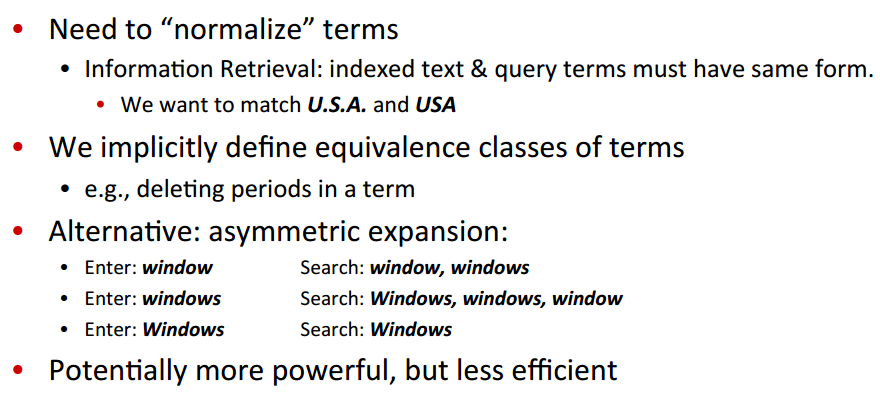 • Need to “normalize” terms
• Information Retrieval: indexed text & query terms must have same form.
• We want to match U.S.A. and USA
• We implicitly define equivalence classes of terms
• e.g., deleting periods in a term
• Alternative: asymmetric expansion:
• Enter: window Search: window, windows
• Enter: windows Search: Windows, windows, window
• Enter: Windows Search: Windows
• Potentially more powerful, but less efficient